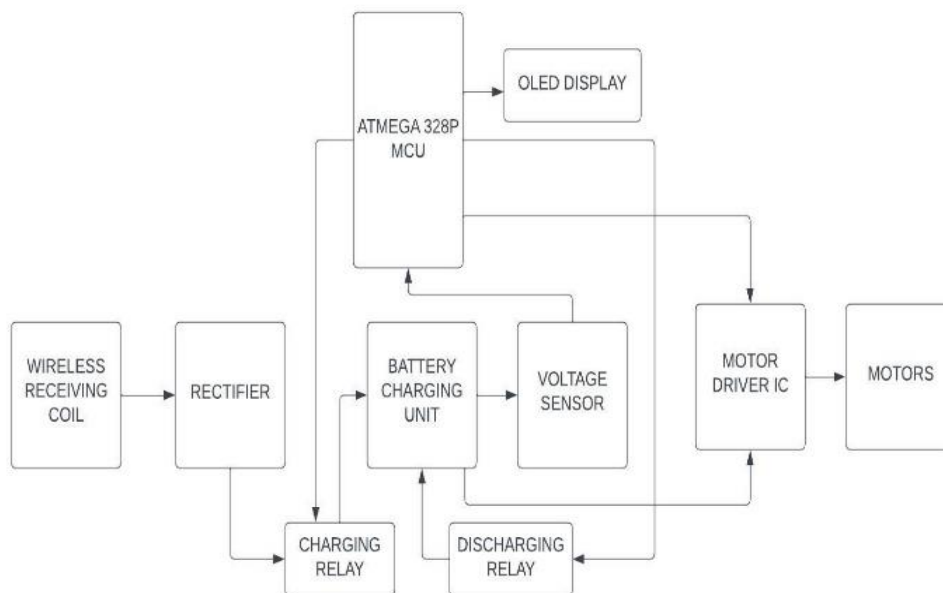 OLED DISPLAY
ATMEGA 328P
MCU
WIRELESS
RECEIVING
COIL
RECTIFIER
BATTERY
CHARGING
UNIT
VOLTAGE
SENSOR
MOTOR
DRIVER IC
MOTORS
CHARGING
RELAY
DISCHARGING
RELAY